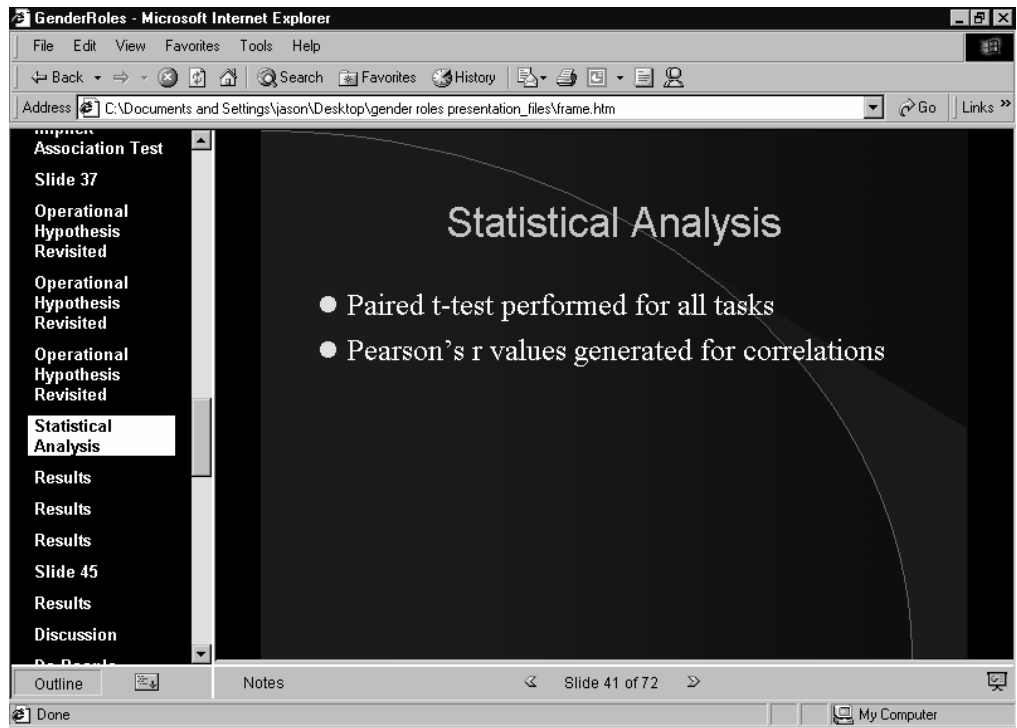 GenderRoles - Microsoft Internet Explorer
File Edit View Favorites Tools Help
Back Search Favorites History
Address C:\Documents and Settings\jason\Desktop\gender roles presentation_files\frame.htm Go Links »
Implicit
Association Test
Slide 37
Operational
Hypothesis
Revisited
Operational
Hypothesis
Revisited
Operational
Hypothesis
Revisited
Statistical
Analysis
Results
Results
Results
Slide 45
Results
Discussion
Do People
Statistical Analysis
Paired t-test performed for all tasks
Pearson’s r values generated for correlations
Outline Notes Slide 41 of 72
Done My Computer